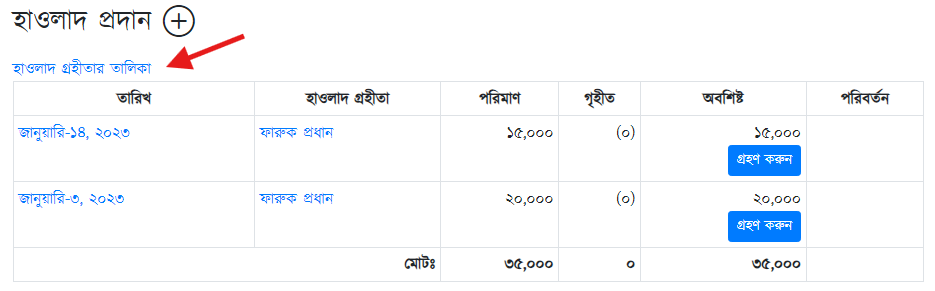 হাওলাদ প্রদান
হাওলাদ গ্রহীতার তালিকা
তারিখ হাওলাদ গ্রহীতা পরিমাণ গৃহীত অবশিষ্ট পরিবর্তন
জানুয়ারি-১৪, ২০২৩ ফারুক প্রধান ১৫,০০০ (০) ১৫,০০০
গ্রহণ করুন
জানুয়ারি-৩, ২০২৩ ফারুক প্রধান ২০,০০০ (০) ২০,০০০
গ্রহণ করুন
মোটঃ ৩৫,০০০ ০ ৩৫,০০০